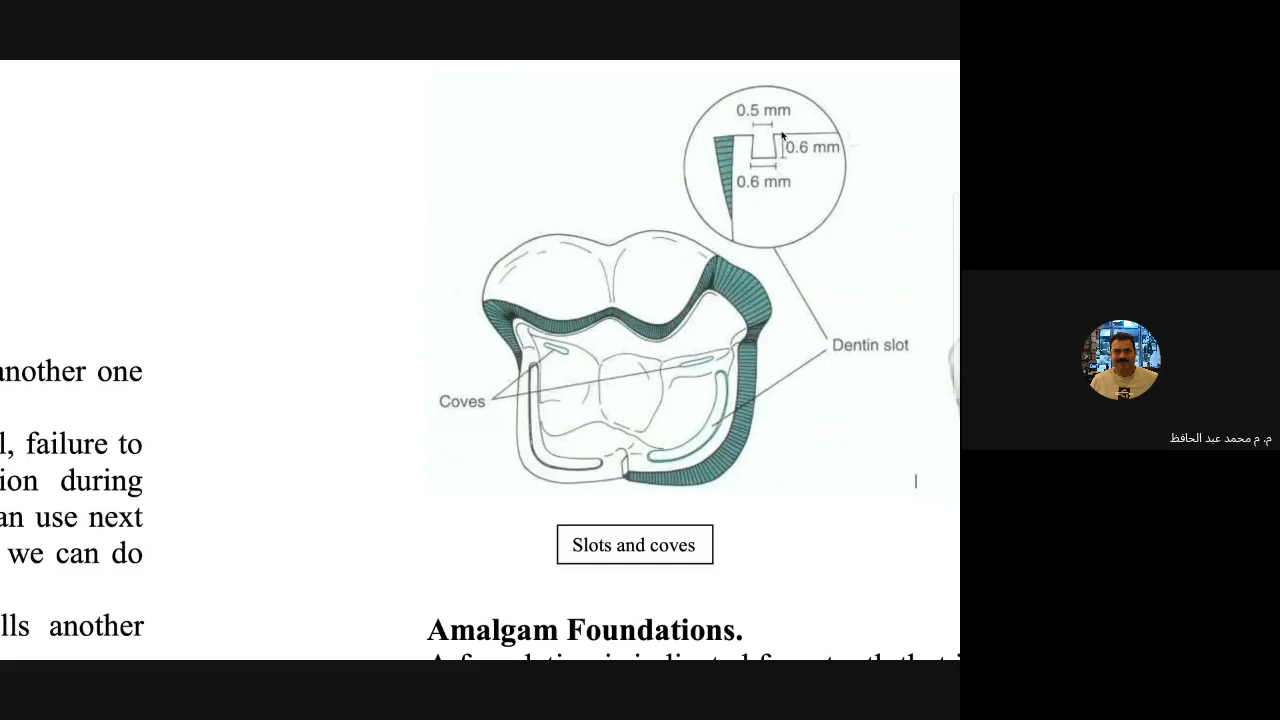 another one
l, failure to
ion during
an use next
we can do
lls another
0.5 mm
0.6 mm
0.6 mm
Dentin slot
Coves
Slots and coves
Amalgam Foundations.
م. م محمد عبد الحافظ